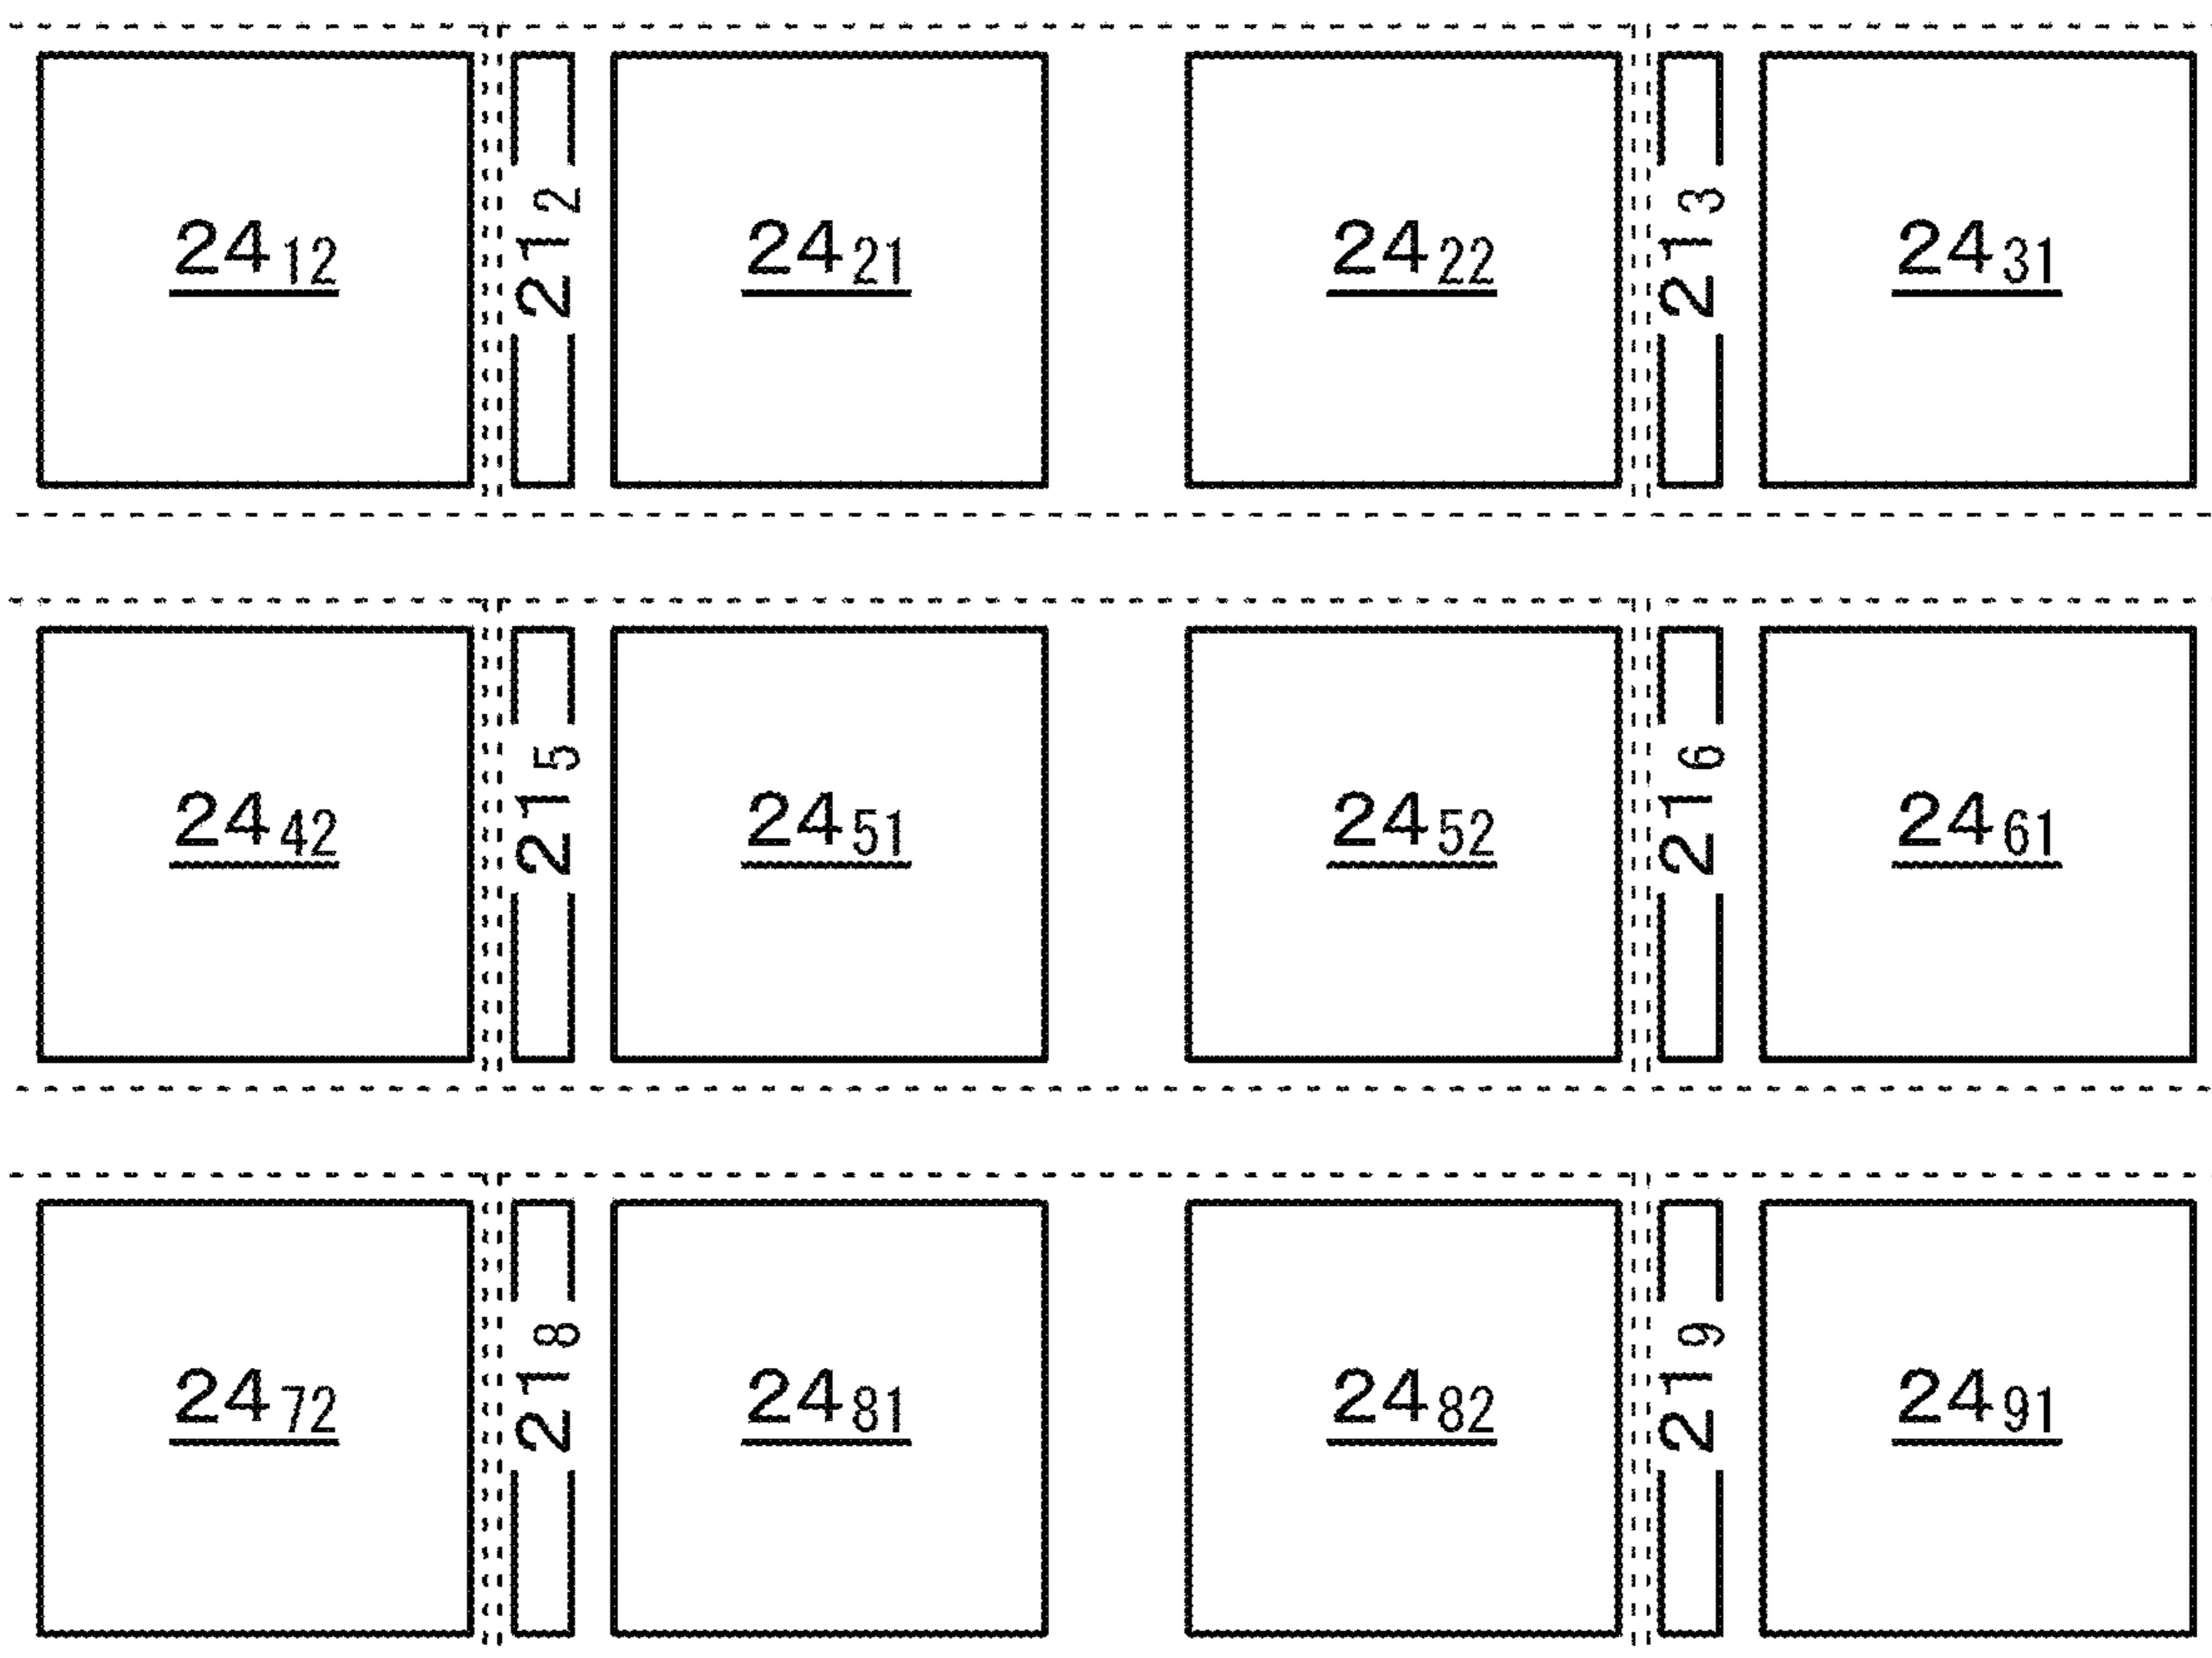 24₁₂ 21₂ 24₂₁ 24₂₂ 21₃ 24₃₁
24₄₂ 21₅ 24₅₁ 24₅₂ 21₆ 24₆₁
24₇₂ 21₈ 24₈₁ 24₈₂ 21₉ 24₉₁